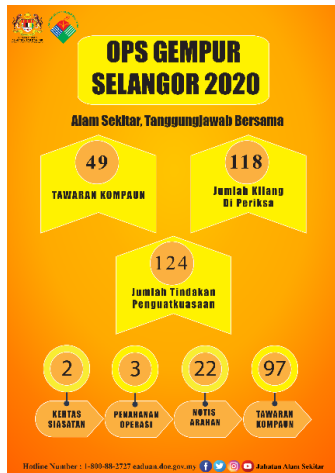 OPS GEMPUR
SELANGOR 2020
Alam Sekitar, Tanggungjawab Bersama
49
TAWARAN KOMPAUN
118
Jumlah Kilang
Di Periksa
124
Jumlah Tindakan
Penguatkuasaan
2
KERTAS
SIASATAN
3
PENAHANAN
OPERASI
22
NOTIS
ARAHAN
97
TAWARAN
KOMPAUN
Hotline Number : 1-800-88-2727 eaduan.doe.gov.my Jabatan Alam Sekitar